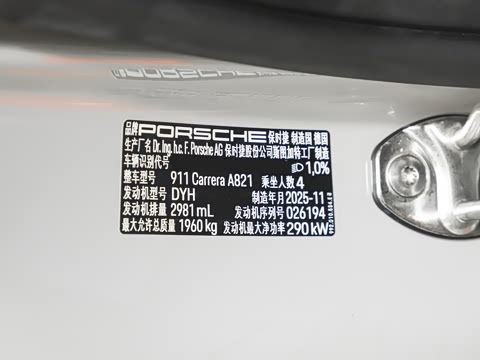 品牌 PORSCHE 保时捷 制造国 德国
生产厂名 Dr. Ing. h.c. F. Porsche AG 保时捷股份公司斯图加特工厂制造
车辆识别代号 1,0%
整车型号 911 Carrera A821 乘坐人数 4
发动机型号 DYH 制造年月 2025-11
发动机排量 2981 mL 发动机序列号 026194
最大允许总质量 1960 kg 发动机最大净功率 290 kW